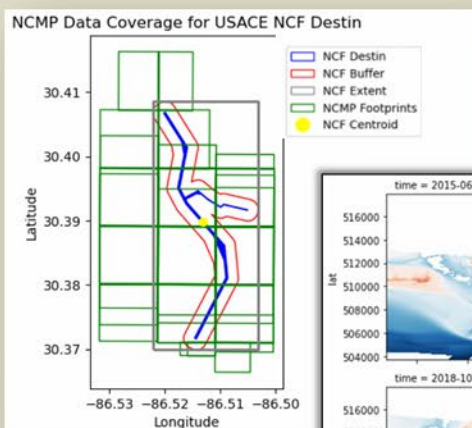 NCMP Data Coverage for USACE NCF Destin
NCF Destin
NCF Buffer
NCF Extent
NCMP Footprints
NCF Centroid
30.41
30.40
30.39
30.38
30.37
Latitude
−86.53
−86.52
−86.51
−86.50
Longitude
time = 2015-06
516000
514000
512000
510000
508000
506000
504000
lat
time = 2018-10
516000